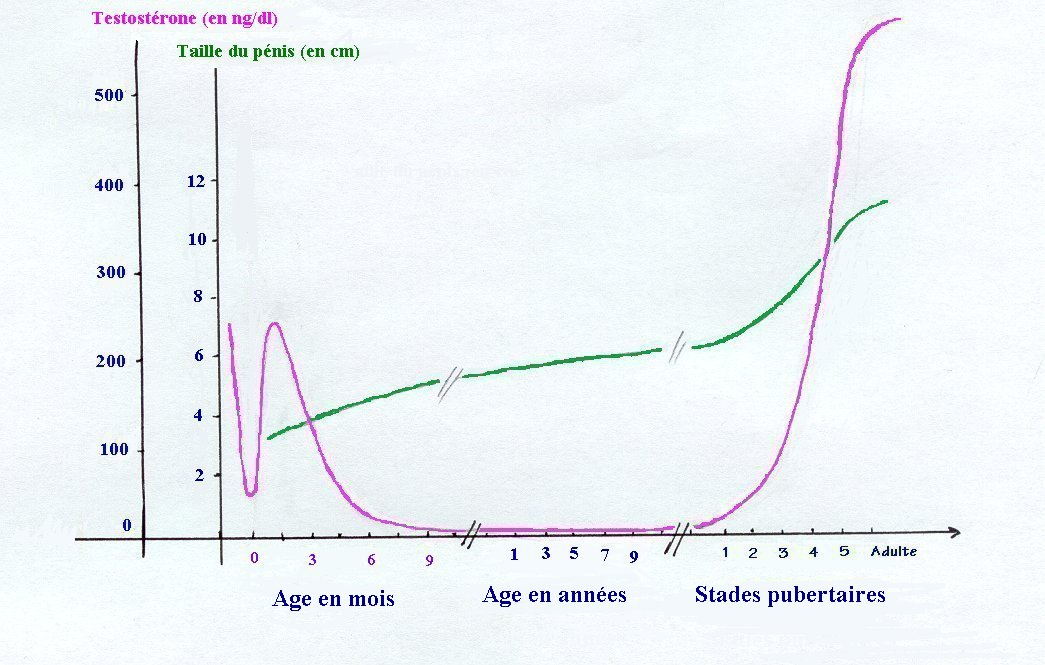 Testostérone (en ng/dl)
Taille du pénis (en cm)
500
400
300
200
100
0
12
10
8
6
4
2
0 3 6 9
1 3 5 7 9
1 2 3 4 5 Adulte
Age en mois
Age en années
Stades pubertaires